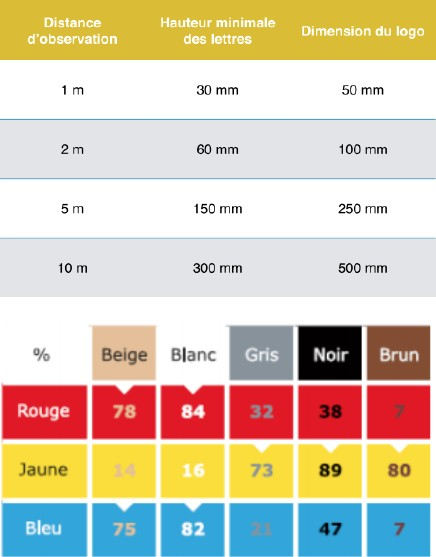 Distance d'observation Hauteur minimale des lettres Dimension du logo
1 m 30 mm 50 mm
2 m 60 mm 100 mm
5 m 150 mm 250 mm
10 m 300 mm 500 mm
% Beige Blanc Gris Noir Brun
Rouge 78 84 32 38 7
Jaune 14 16 73 89 80
Bleu 75 82 21 47 7